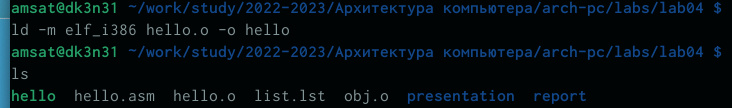 amsat@dk3n31 ~/work/study/2022-2023/Архитектура компьютера/arch-pc/labs/lab04 $
ld -m elf_i386 hello.o -o hello
amsat@dk3n31 ~/work/study/2022-2023/Архитектура компьютера/arch-pc/labs/lab04 $
ls
hello hello.asm hello.o list.lst obj.o presentation report